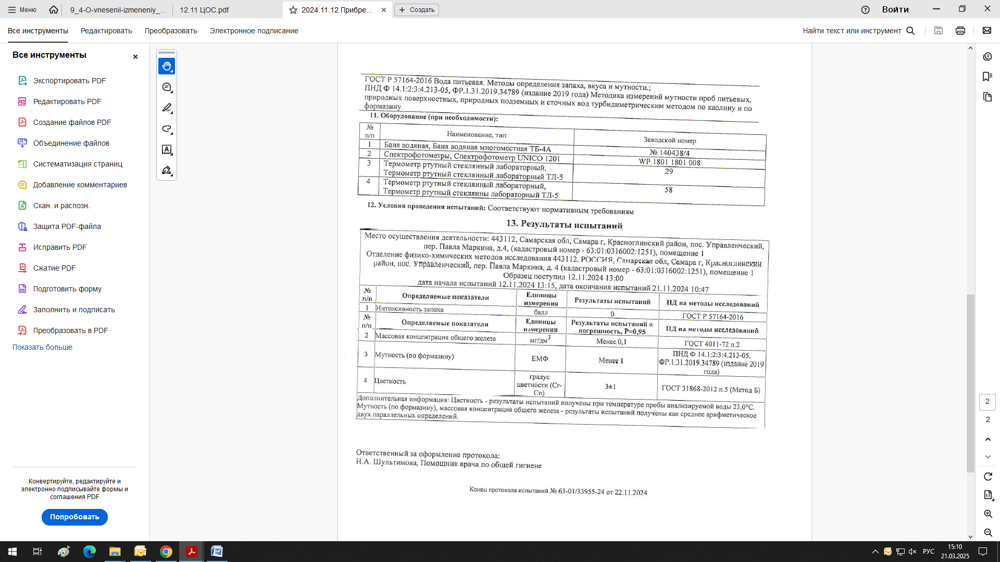 Меню
9_4-O-vnesenii-izmeneniy_...
12.11 ЦОС.pdf
2024.11.12 Прибре...
Создать
Войти
Все инструменты
Редактировать
Преобразовать
Электронное подписание
Найти текст или инструмент
Все инструменты
Экспортировать PDF
Редактировать PDF
Создание файлов PDF
Объединение файлов
Систематизация страниц
Добавление комментариев
Скан. и распозн.
Защита PDF-файла
Исправить PDF
Сжатие PDF
Подготовить форму
Заполнить и подписать
Преобразовать в PDF
Показать больше
Конвертируйте, редактируйте и
электронно подписывайте формы и
соглашения PDF
Попробовать
ГОСТ Р 57164-2016 Вода питьевая. Методы определения запаха, вкуса и мутности.;
ПНД Ф 14.1:2:3:4.213-05, ФР.1.31.2019.34789 (издание 2019 года) Методика измерений мутности проб питьевых,
природных поверхностных, природных подземных и сточных вод турбидиметрическим методом по каолину и по
формазину
11. Оборудование (при необходимости):
№ п/п Наименование, тип Заводской номер
1 Баня водяная, Баня водяная многоместная ТБ-4А № 140438/4
2 Спектрофотометры, Спектрофотометр UNICO 1201 WP 1801 1801 008
3 Термометр ртутный стеклянный лабораторный, 29
Термометр ртутный стеклянный лабораторный ТЛ-5
4 Термометр ртутный стеклянный лабораторный, 58
Термометр ртутный стеклянны лабораторный ТЛ-5
12. Условия проведения испытаний: Соответствуют нормативным требованиям
13. Результаты испытаний
Место осуществления деятельности: 443112, Самарская обл, Самара г, Красноглинский район, пос. Управленческий,
пер. Павла Маркина, д.4, (кадастровый номер - 63:01:0316002:1251), помещение 1
Отделение физико-химических методов исследования 443112, РОССИЯ, Самарская обл, Самара г, Красноглинский
район, пос. Управленческий, пер. Павла Маркина, д. 4 (кадастровый номер - 63:01:0316002:1251), помещение 1
Образец поступил 12.11.2024 13:00
дата начала испытаний 12.11.2024 13:15, дата окончания испытаний 21.11.2024 10:47
№ п/п Определяемые показатели Единицы измерения Результаты испытаний НД на методы исследований
1 Интенсивность запаха балл 0 ГОСТ Р 57164-2016
№ п/п Определяемые показатели Единицы измерения Результаты испытаний ± погрешность, P=0,95 НД на методы исследований
2 Массовая концентрация общего железа мг/дм³ Менее 0,1 ГОСТ 4011-72 п.2
3 Мутность (по формазину) ЕМФ Менее 1 ПНД Ф 14.1:2:3:4.213-05, ФР.1.31.2019.34789 (издание 2019 года)
4 Цветность градус цветности (Cr-Co) 3±1 ГОСТ 31868-2012 п.5 (Метод Б)
Дополнительная информация: Цветность - результаты испытаний получены при температуре пробы анализируемой воды 23,0°С.
Мутность (по формазину), массовая концентрация общего железа - результаты испытаний получены как среднее арифметическое
двух параллельных определений.
Ответственный за оформление протокола:
Н.А. Шультимова, Помощник врача по общей гигиене
Конец протокола испытаний № 63-01/33955-24 от 22.11.2024
2
2
1:1
РУС
15:10
21.03.2025